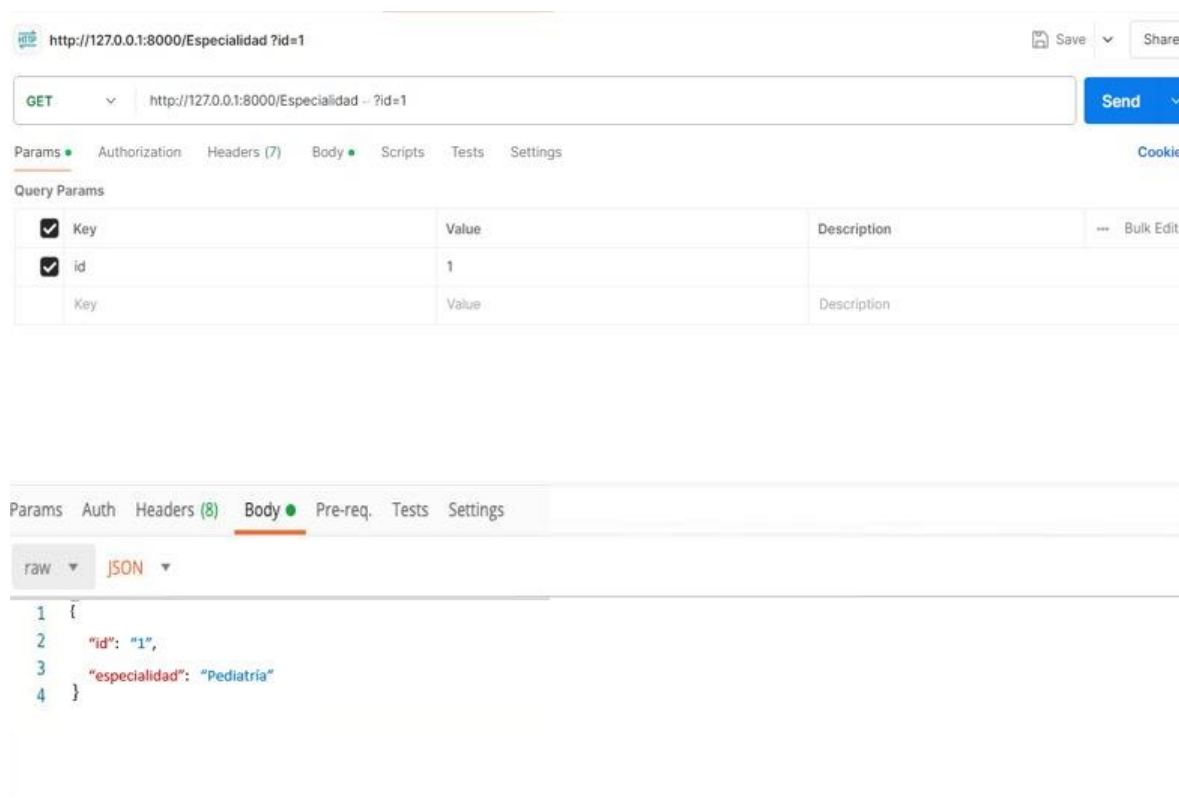 HTTP http://127.0.0.1:8000/Especialidad ?id=1 Save Share
GET http://127.0.0.1:8000/Especialidad -- ?id=1 Send
Params Authorization Headers (7) Body Scripts Tests Settings Cookie
Query Params
Key Value Description ••• Bulk Edit
id 1
Key Value Description
Params Auth Headers (8) Body Pre-req. Tests Settings
raw JSON
1 {
2 “id”: “1”,
3 “especialidad”: “Pediatría”
4 }